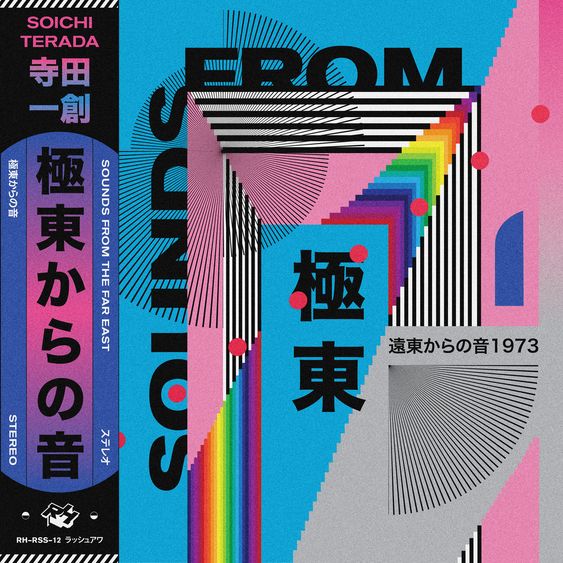 SOICHI
TERADA
寺田
一創
極東からの音
極東からの音
SOUNDS FROM THE FAR EAST
STEREO
ステレオ
RH-RSS-12 ラッシュアワ
SOUNDS
FROM
極東
遠東からの音1973